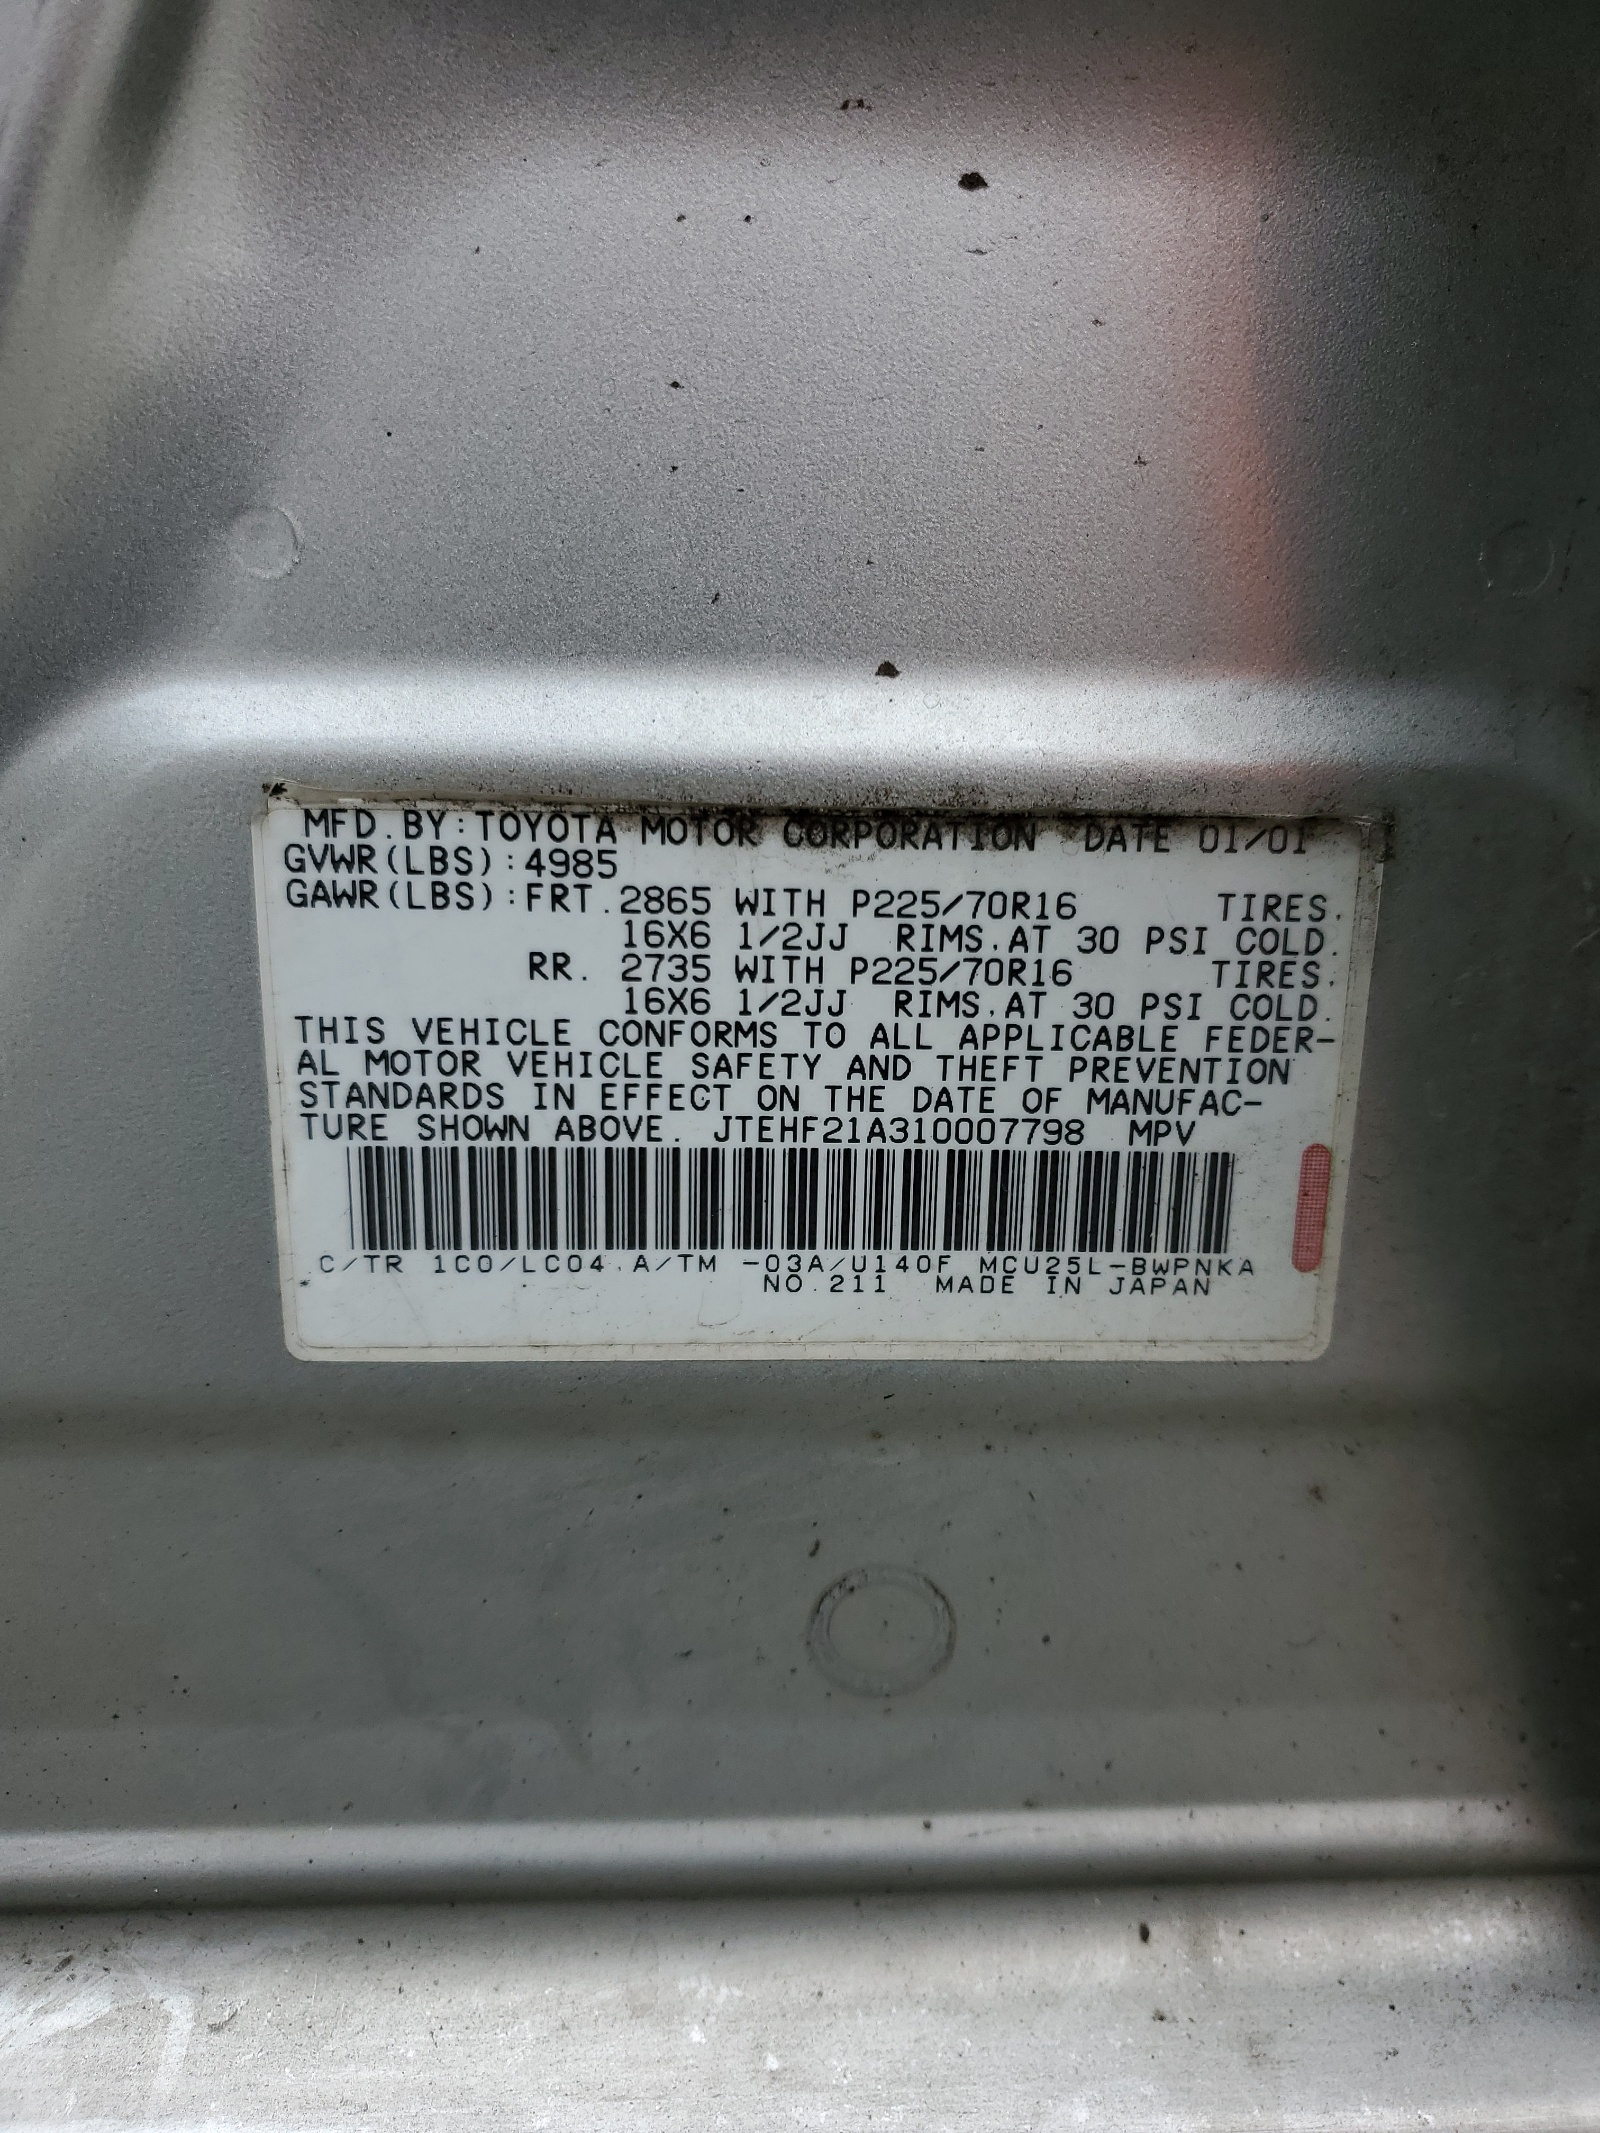 MFD.BY:TOYOTA MOTOR CORPORATION DATE 01/01
GVWR(LBS):4985
GAWR(LBS):FRT.2865 WITH P225/70R16 TIRES.
16X6 1/2JJ RIMS.AT 30 PSI COLD.
RR. 2735 WITH P225/70R16 TIRES.
16X6 1/2JJ RIMS.AT 30 PSI COLD.
THIS VEHICLE CONFORMS TO ALL APPLICABLE FEDER-
AL MOTOR VEHICLE SAFETY AND THEFT PREVENTION
STANDARDS IN EFFECT ON THE DATE OF MANUFAC-
TURE SHOWN ABOVE. JTEHF21A310007798 MPV
C/TR 1C0/LC04.A/TM -03A/U140F MCU25L-BWPNKA
NO.211 MADE IN JAPAN